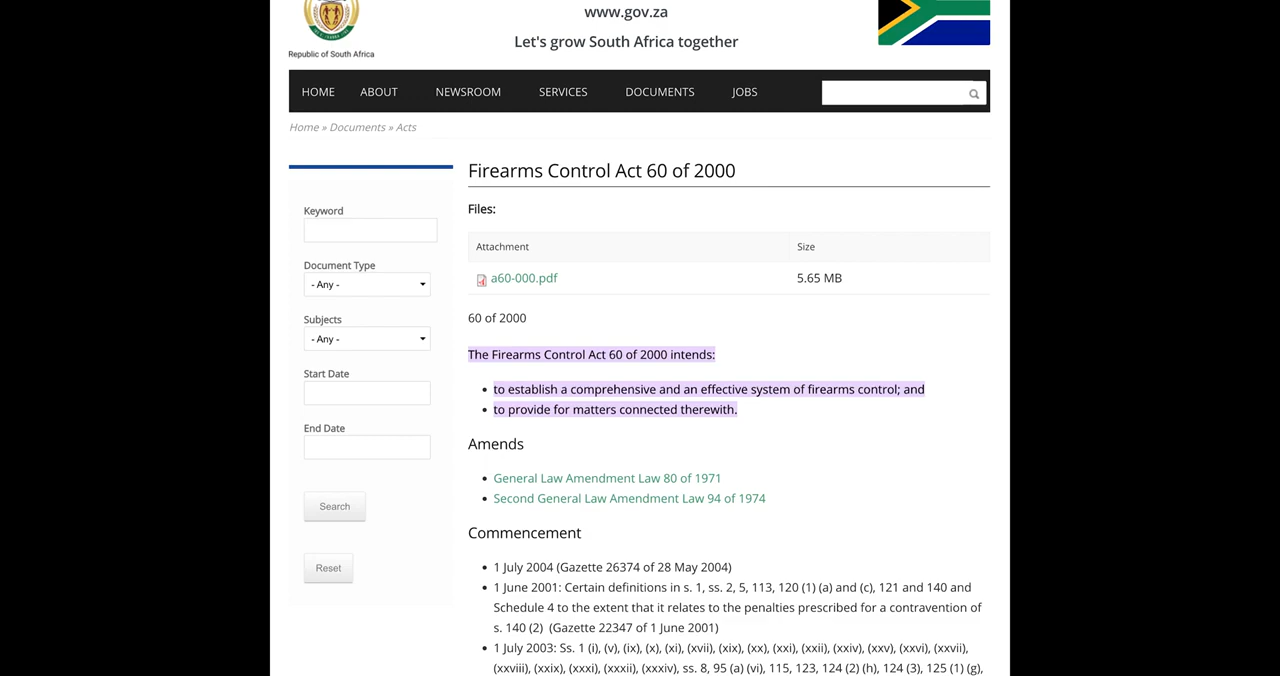 www.gov.za
Let's grow South Africa together
Republic of South Africa
HOME ABOUT NEWSROOM SERVICES DOCUMENTS JOBS
Home » Documents » Acts
Keyword
Document Type
- Any -
Subjects
- Any -
Start Date
End Date
Search
Reset
Firearms Control Act 60 of 2000
Files:
Attachment Size
a60-000.pdf 5.65 MB
60 of 2000
The Firearms Control Act 60 of 2000 intends:
• to establish a comprehensive and an effective system of firearms control; and
• to provide for matters connected therewith.
Amends
• General Law Amendment Law 80 of 1971
• Second General Law Amendment Law 94 of 1974
Commencement
• 1 July 2004 (Gazette 26374 of 28 May 2004)
• 1 June 2001: Certain definitions in s. 1, ss. 2, 5, 113, 120 (1) (a) and (c), 121 and 140 and
Schedule 4 to the extent that it relates to the penalties prescribed for a contravention of
s. 140 (2) (Gazette 22347 of 1 June 2001)
• 1 July 2003: Ss. 1 (i), (v), (ix), (x), (xi), (xvii), (xix), (xx), (xxi), (xxii), (xxiv), (xxv), (xxvi), (xxvii),
(xxviii), (xxix), (xxxi), (xxxii), (xxxiv), ss. 8, 95 (a) (vi), 115, 123, 124 (2) (h), 124 (3), 125 (1) (g),